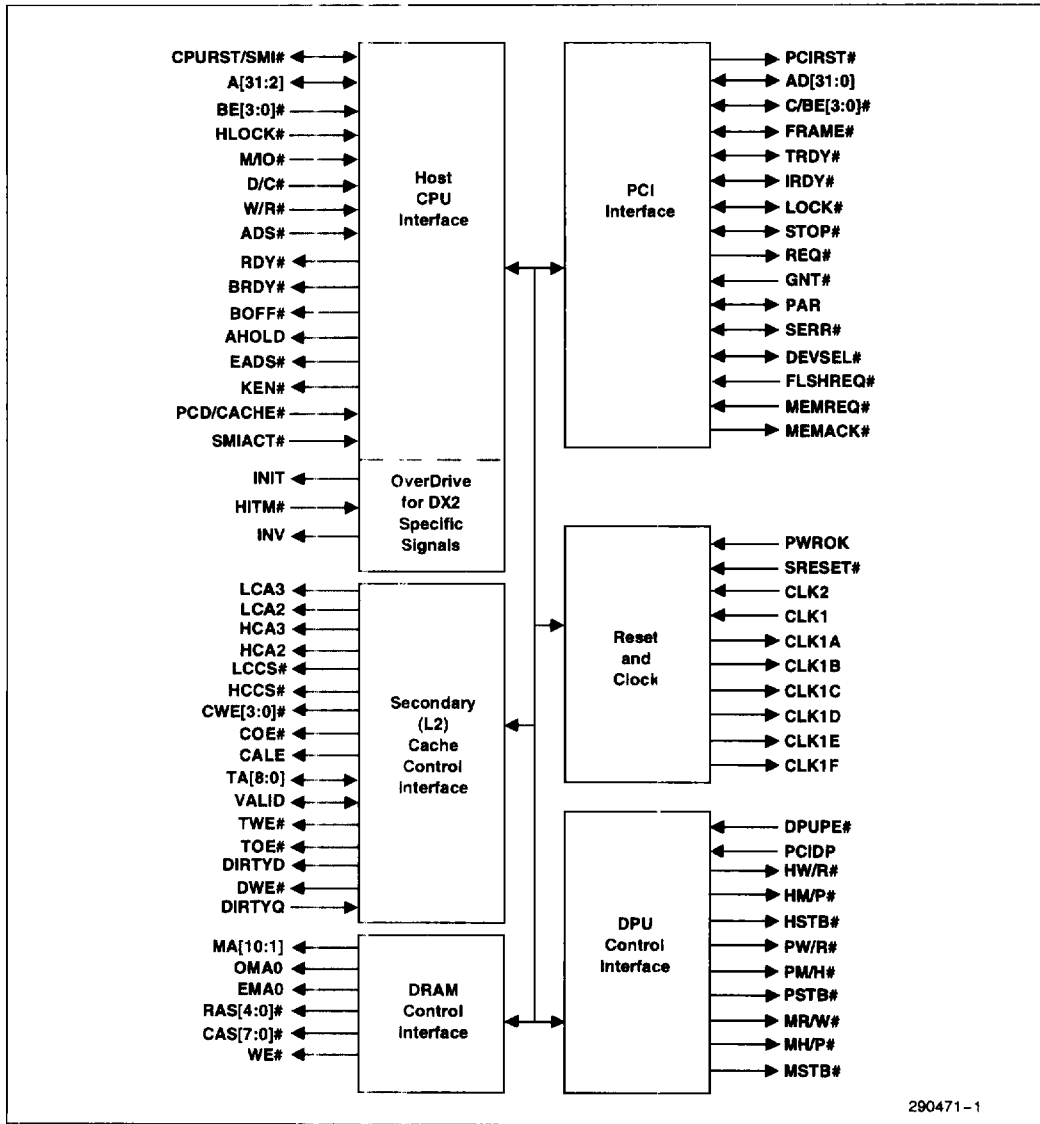 CPURST/SMI#
A[31:2]
BE[3:0]#
HLOCK#
M/IO#
D/C#
W/R#
ADS#
RDY#
BRDY#
BOFF#
AHOLD
EADS#
KEN#
PCD/CACHE#
SMIACT#
INIT
HITM#
INV
Host
CPU
Interface
OverDrive
for DX2
Specific
Signals
LCA3
LCA2
HCA3
HCA2
LCCS#
HCCS#
CWE[3:0]#
COE#
CALE
TA[8:0]
VALID
TWE#
TOE#
DIRTYD
DWE#
DIRTYQ
Secondary
(L2)
Cache
Control
Interface
MA[10:1]
OMA0
EMA0
RAS[4:0]#
CAS[7:0]#
WE#
DRAM
Control
Interface
PCI
Interface
PCIRST#
AD[31:0]
C/BE[3:0]#
FRAME#
TRDY#
IRDY#
LOCK#
STOP#
REQ#
GNT#
PAR
SERR#
DEVSEL#
FLSHREQ#
MEMREQ#
MEMACK#
Reset
and
Clock
PWROK
SRESET#
CLK2
CLK1
CLK1A
CLK1B
CLK1C
CLK1D
CLK1E
CLK1F
DPU
Control
Interface
DPUPE#
PCIDP
HW/R#
HM/P#
HSTB#
PW/R#
PM/H#
PSTB#
MR/W#
MH/P#
MSTB#
290471-1